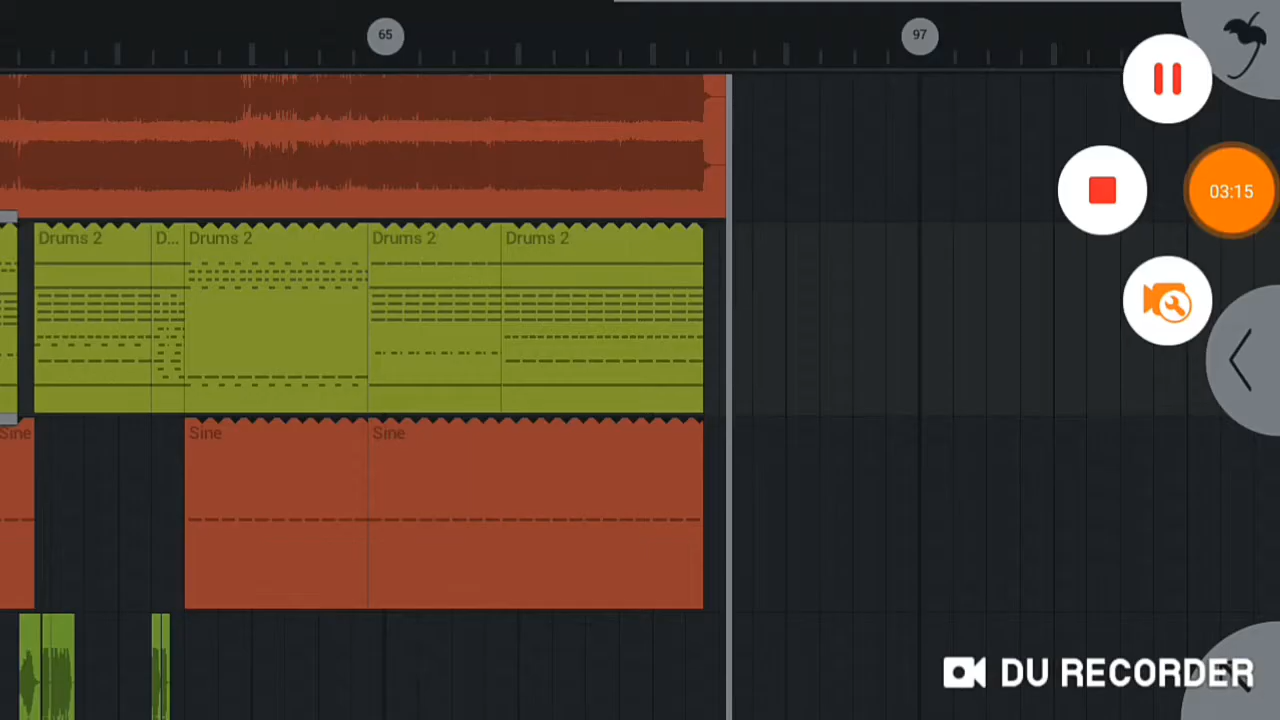 65
97
03:15
Drums 2
D...
Drums 2
Drums 2
Drums 2
Sine
Sine
Sine
DU RECORDER